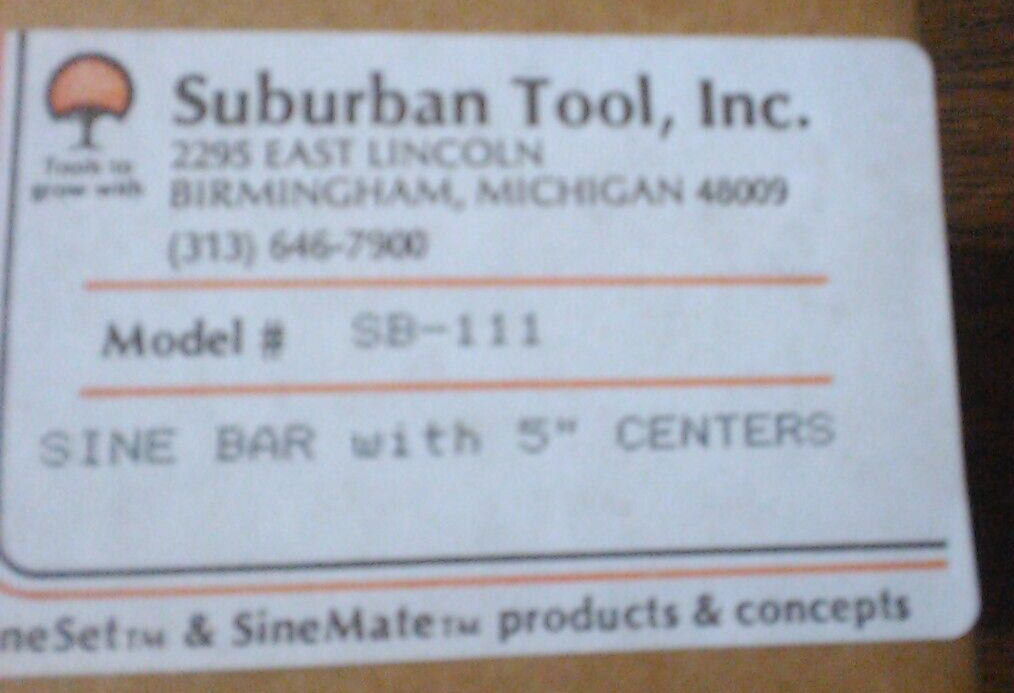 Suburban Tool, Inc.
Tools to
grow with
2295 EAST LINCOLN
BIRMINGHAM, MICHIGAN 48009
(313) 646-7900
Model # SB-111
SINE BAR with 5" CENTERS
neSet™ & SineMate™ products & concepts